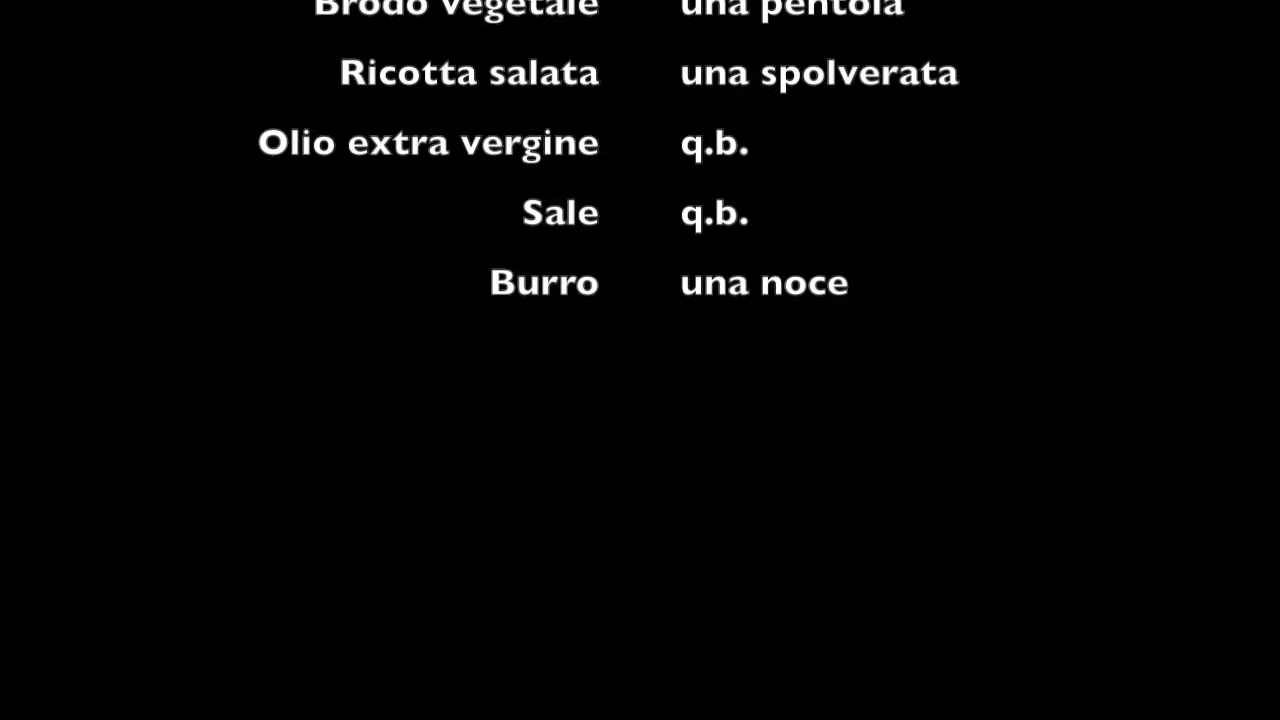 Brodo vegetale una pentola
Ricotta salata una spolverata
Olio extra vergine q.b.
Sale q.b.
Burro una noce